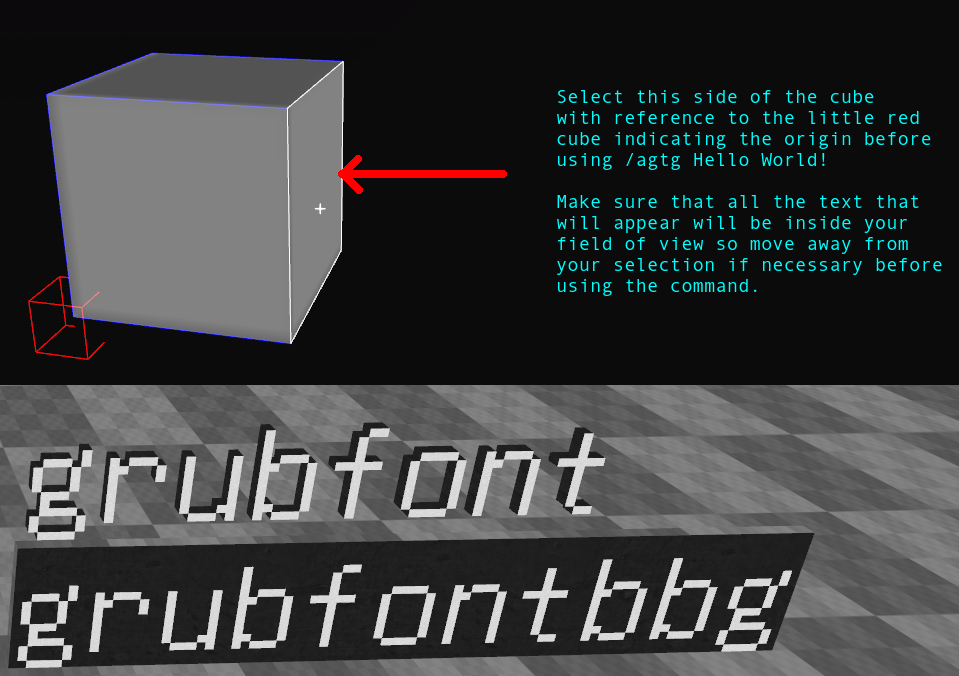 Select this side of the cube
with reference to the little red
cube indicating the origin before
using /agtg Hello World!
Make sure that all the text that
will appear will be inside your
field of view so move away from
your selection if necessary before
using the command.
grubfont
grubfontbbg